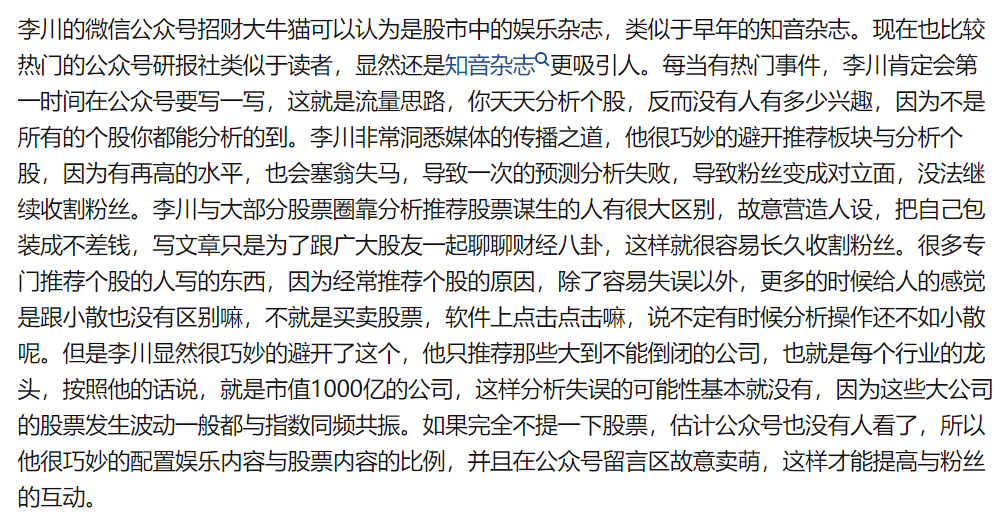 李川的微信公众号招财大牛猫可以认为是股市中的娱乐杂志，类似于早年的知音杂志。现在也比较
热门的公众号研报社类似于读者，显然还是知音杂志更吸引人。每当有热门事件，李川肯定会第
一时间在公众号要写一写，这就是流量思路，你天天分析个股，反而没有人有多少兴趣，因为不是
所有的个股你都能分析的到。李川非常洞悉媒体的传播之道，他很巧妙的避开推荐板块与分析个
股，因为有再高的水平，也会塞翁失马，导致一次的预测分析失败，导致粉丝变成对立面，没法继
续收割粉丝。李川与大部分股票圈靠分析推荐股票谋生的人有很大区别，故意营造人设，把自己包
装成不差钱，写文章只是为了跟广大股友一起聊聊财经八卦，这样就很容易长久收割粉丝。很多专
门推荐个股的人写的东西，因为经常推荐个股的原因，除了容易失误以外，更多的时候给人的感觉
是跟小散也没有区别嘛，不就是买卖股票，软件上点击点击嘛，说不定有时候分析操作还不如小散
呢。但是李川显然很巧妙的避开了这个，他只推荐那些大到不能倒闭的公司，也就是每个行业的龙
头，按照他的话说，就是市值1000亿的公司，这样分析失误的可能性基本就没有，因为这些大公司
的股票发生波动一般都与指数同频共振。如果完全不提一下股票，估计公众号也没有人看了，所以
他很巧妙的配置娱乐内容与股票内容的比例，并且在公众号留言区故意卖萌，这样才能提高与粉丝
的互动。